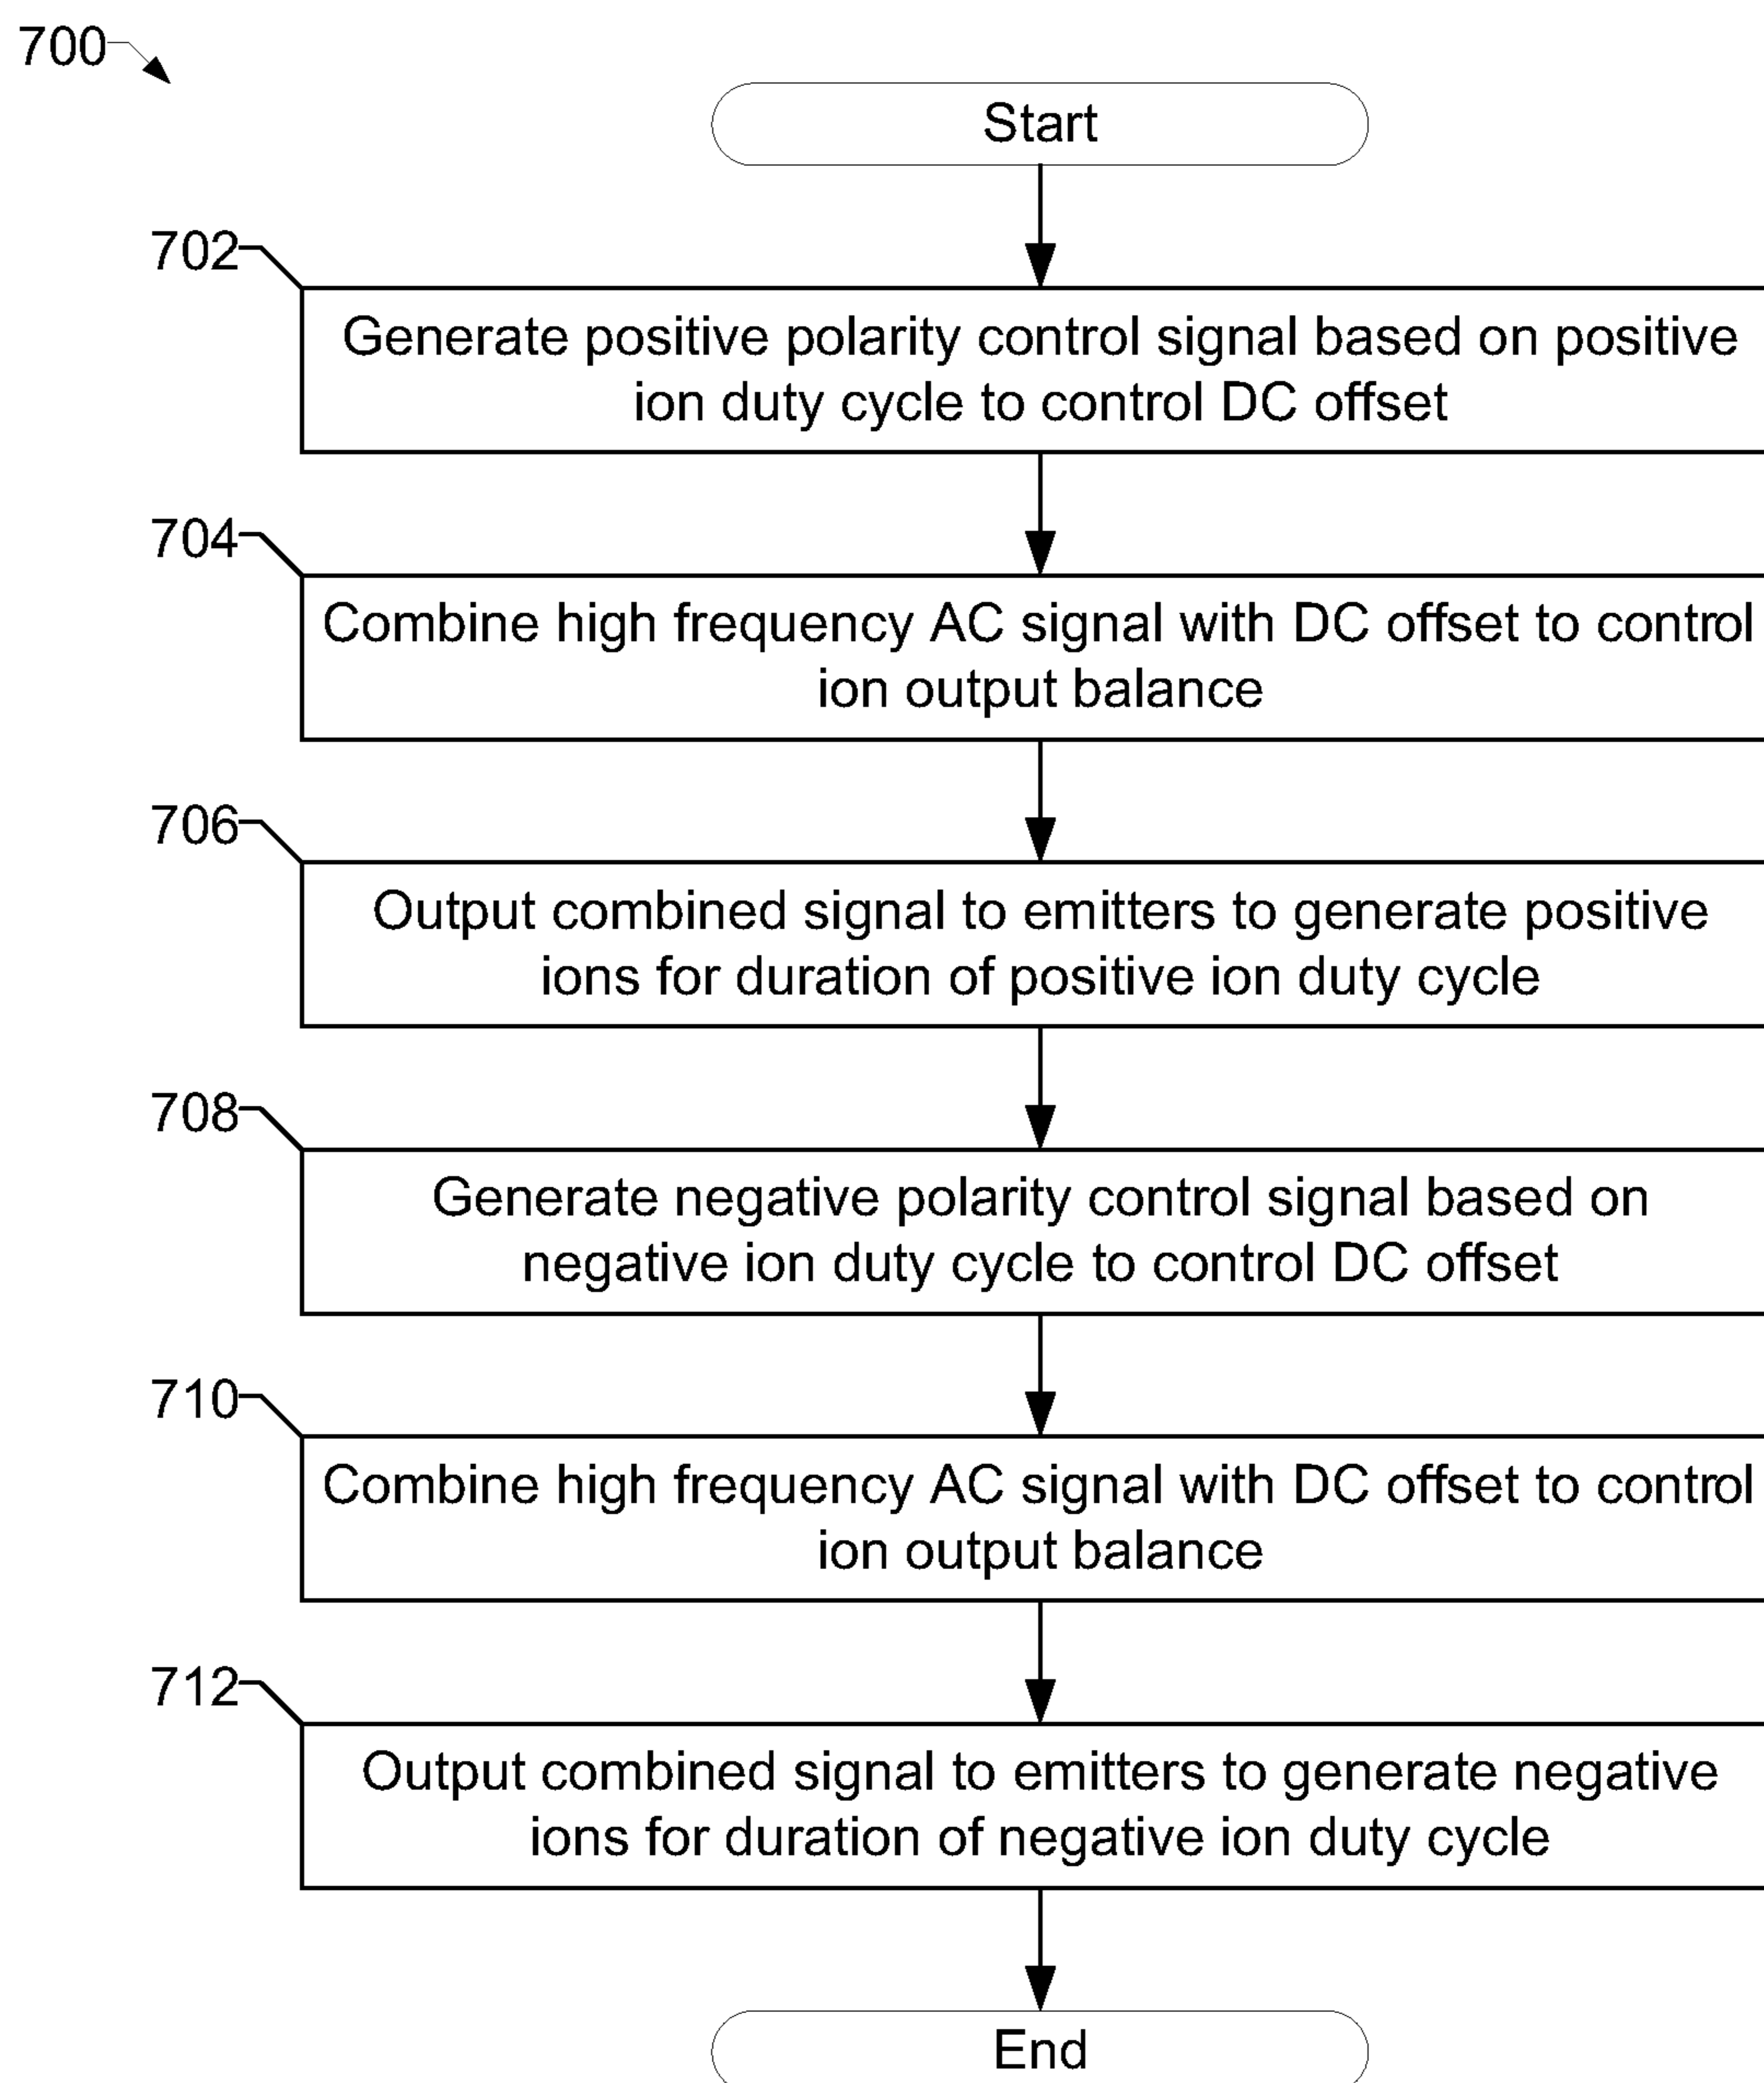 700
Start
702
Generate positive polarity control signal based on positive
ion duty cycle to control DC offset
704
Combine high frequency AC signal with DC offset to control
ion output balance
706
Output combined signal to emitters to generate positive
ions for duration of positive ion duty cycle
708
Generate negative polarity control signal based on
negative ion duty cycle to control DC offset
710
Combine high frequency AC signal with DC offset to control
ion output balance
712
Output combined signal to emitters to generate negative
ions for duration of negative ion duty cycle
End